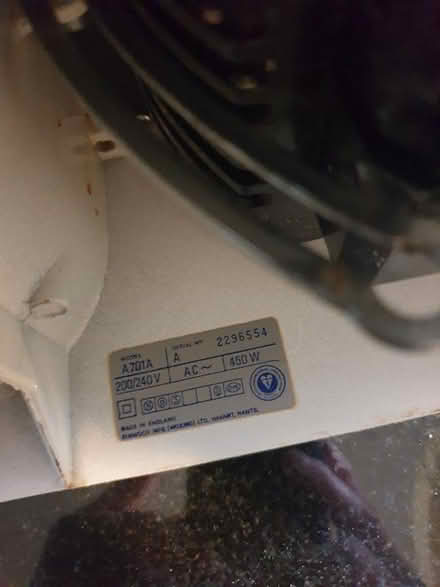 MODEL SERIAL Nº
A701A A 2296554
200/240V AC~ 450 W
MADE IN ENGLAND
KENWOOD MFG (WOKING) LTD. HAVANT, HANTS.